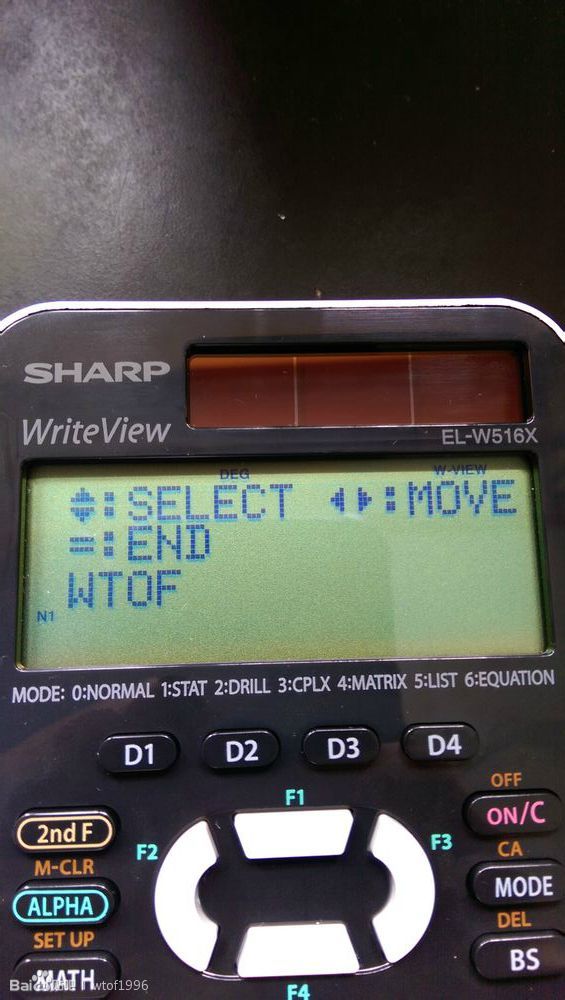 SHARP
WriteView
EL-W516X
DEG W-VIEW
:SELECT :MOVE
=:END
WTOF
N1
MODE: 0:NORMAL 1:STAT 2:DRILL 3:CPLX 4:MATRIX 5:LIST 6:EQUATION
D1 D2 D3 D4
OFF
F1
2nd F
ON/C
F2
F3
M-CLR
CA
ALPHA
MODE
SET UP
DEL
MATH
BS
F4
wtof1996